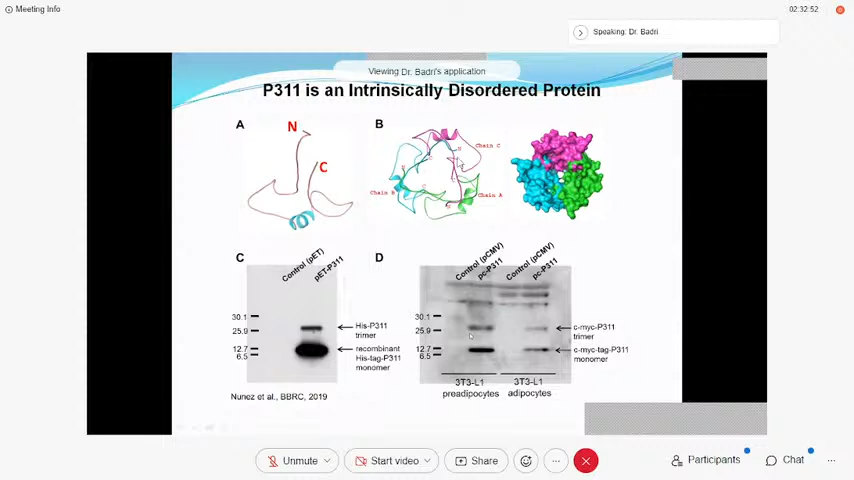 Meeting Info
02:32:52
Speaking: Dr. Badri
Viewing Dr. Badri's application
P311 is an Intrinsically Disordered Protein
A
N
C
B
Chain C
Chain B
Chain A
C
Control (pET)
pET-P311
30.1
25.9
12.7
6.5
His-P311
trimer
recombinant
His-tag-P311
monomer
Nunez et al., BBRC, 2019
D
Control (pCMV)
pc-P311
Control (pCMV)
pc-P311
30.1
25.9
12.7
6.5
c-myc-P311
trimer
c-myc-tag-P311
monomer
3T3-L1
preadipocytes
3T3-L1
adipocytes
Unmute
Start video
Share
Participants
Chat